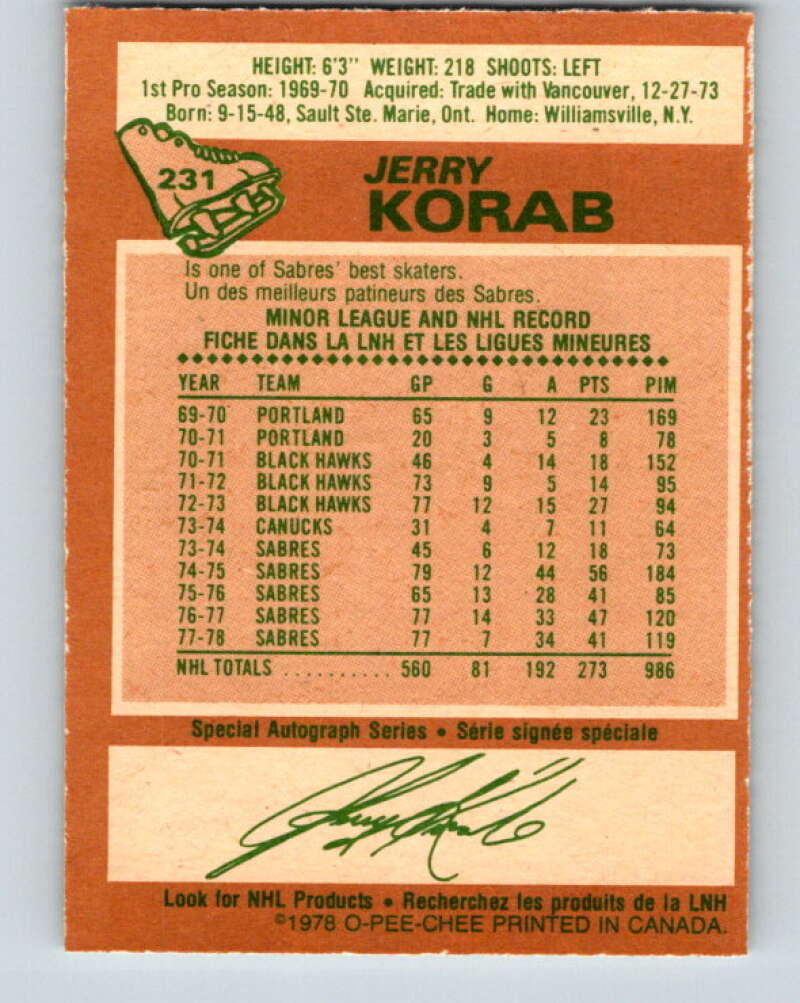 HEIGHT: 6'3" WEIGHT: 218 SHOOTS: LEFT
1st Pro Season: 1969-70 Acquired: Trade with Vancouver, 12-27-73
Born: 9-15-48, Sault Ste. Marie, Ont. Home: Williamsville, N.Y.
231
JERRY
KORAB
Is one of Sabres' best skaters.
Un des meilleurs patineurs des Sabres.
MINOR LEAGUE AND NHL RECORD
FICHE DANS LA LNH ET LES LIGUES MINEURES
YEAR TEAM GP G A PTS PIM
69-70 PORTLAND 65 9 12 23 169
70-71 PORTLAND 20 3 5 8 78
70-71 BLACK HAWKS 46 4 14 18 152
71-72 BLACK HAWKS 73 9 5 14 95
72-73 BLACK HAWKS 77 12 15 27 94
73-74 CANUCKS 31 4 7 11 64
73-74 SABRES 45 6 12 18 73
74-75 SABRES 79 12 44 56 184
75-76 SABRES 65 13 28 41 85
76-77 SABRES 77 14 33 47 120
77-78 SABRES 77 7 34 41 119
NHL TOTALS .......... 560 81 192 273 986
Special Autograph Series • Série signée spéciale
Jerry Korab
Look for NHL Products • Recherchez les produits de la LNH
©1978 O-PEE-CHEE PRINTED IN CANADA.